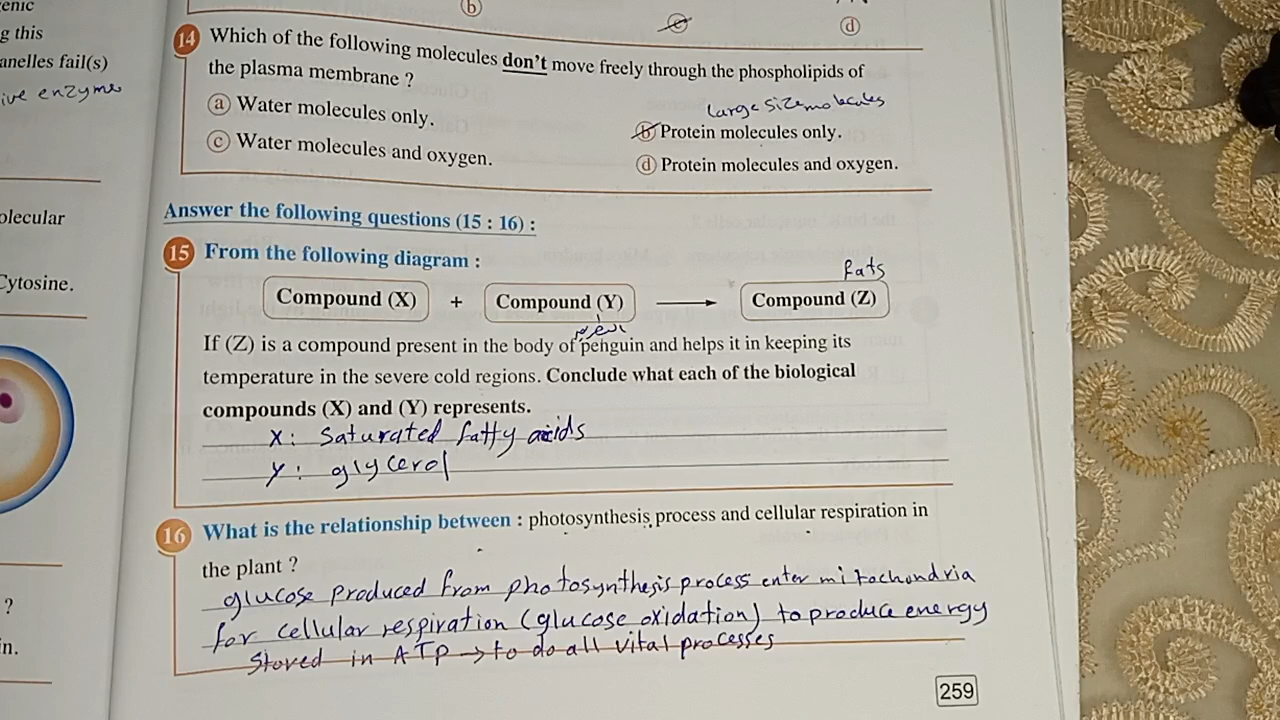 enic
g this
anelles fail(s)
ive enzymes
olecular
Cytosine.
?
n.
b
c
d
14 Which of the following molecules don't move freely through the phospholipids of
the plasma membrane ?
large size molecules
a Water molecules only.
b Protein molecules only.
c Water molecules and oxygen.
d Protein molecules and oxygen.
Answer the following questions (15 : 16) :
15 From the following diagram :
fats
Compound (X) + Compound (Y) Compound (Z)
If (Z) is a compound present in the body of penguin and helps it in keeping its
temperature in the severe cold regions. Conclude what each of the biological
compounds (X) and (Y) represents.
X: Saturated fatty acids
Y: glycerol
16 What is the relationship between : photosynthesis process and cellular respiration in
the plant ?
glucose produced from photosynthesis process enter mitochondria
for cellular respiration (glucose oxidation) to produce energy
Stored in ATP → to do all vital processes
259